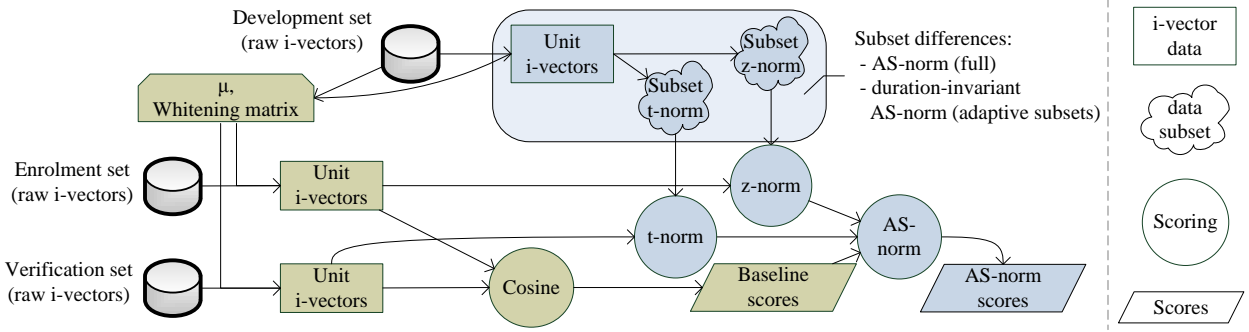 Development set
(raw i-vectors)
Unit
i-vectors
Subset
z-norm
Subset
t-norm
Subset differences:
- AS-norm (full)
- duration-invariant
AS-norm (adaptive subsets)
μ,
Whitening matrix
Enrolment set
(raw i-vectors)
Unit
i-vectors
z-norm
t-norm
AS-
norm
Verification set
(raw i-vectors)
Unit
i-vectors
Cosine
Baseline
scores
AS-norm
scores
i-vector
data
data
subset
Scoring
Scores